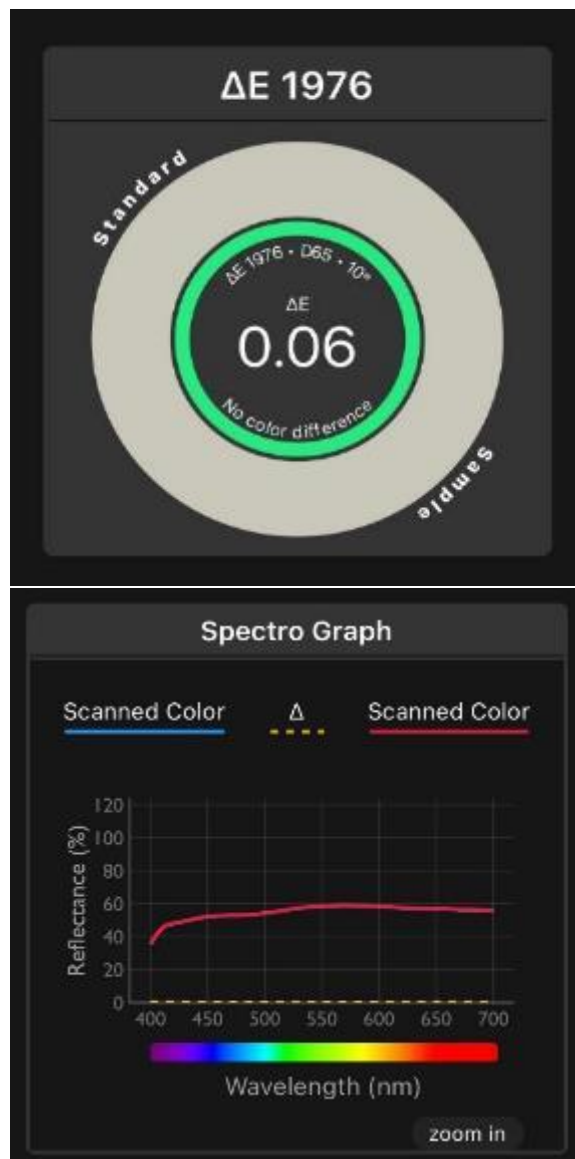 ΔE 1976
Standard
ΔE 1976 • D65 • 10°
ΔE
0.06
No color difference
Sample
Spectro Graph
Scanned Color Δ Scanned Color
Reflectance (%)
120
100
80
60
40
20
0
400 450 500 550 600 650 700
Wavelength (nm)
zoom in